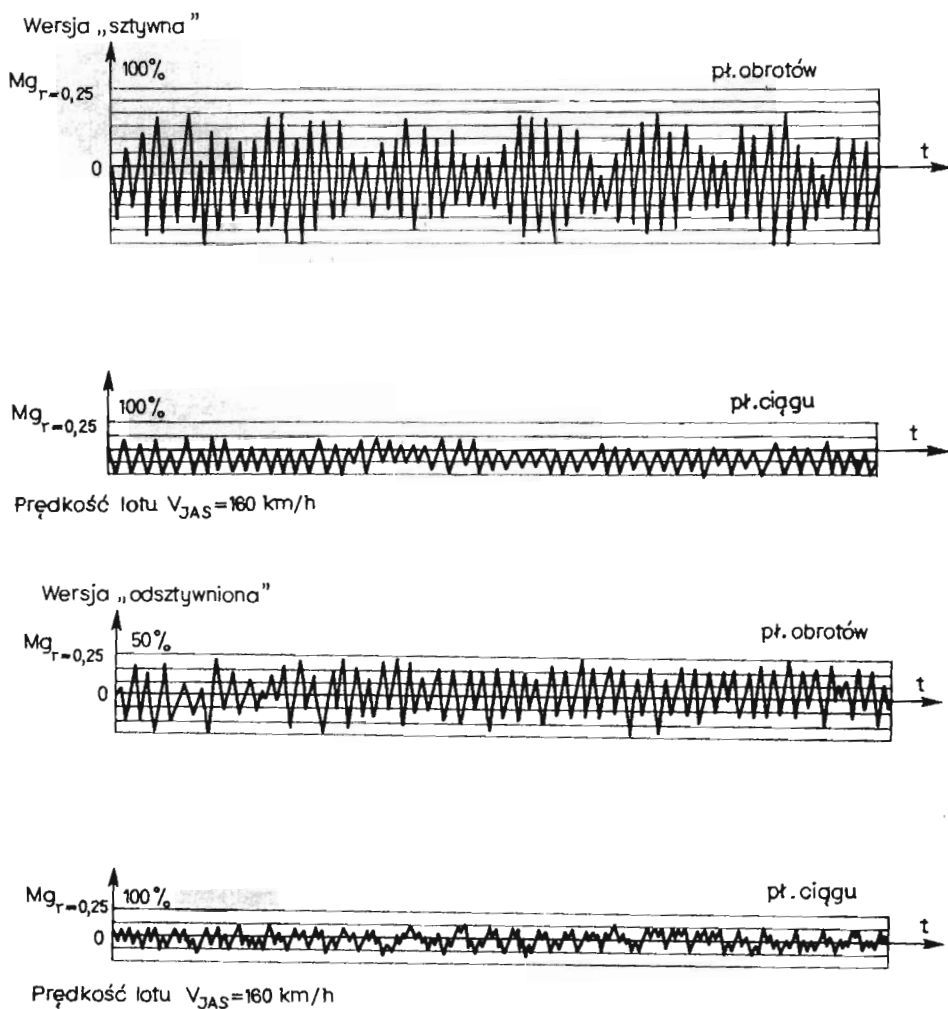 Wersja „sztywna”
100%
Mg r=0,25
pł. obrotów
0
t
100%
Mg r=0,25
pł. ciągu
t
Prędkość lotu V JAS = 160 km/h
Wersja „odsztywniona”
50%
Mg r=0,25
pł. obrotów
0
t
100%
Mg r=0,25
pł. ciągu
0
t
Prędkość lotu V JAS = 160 km/h